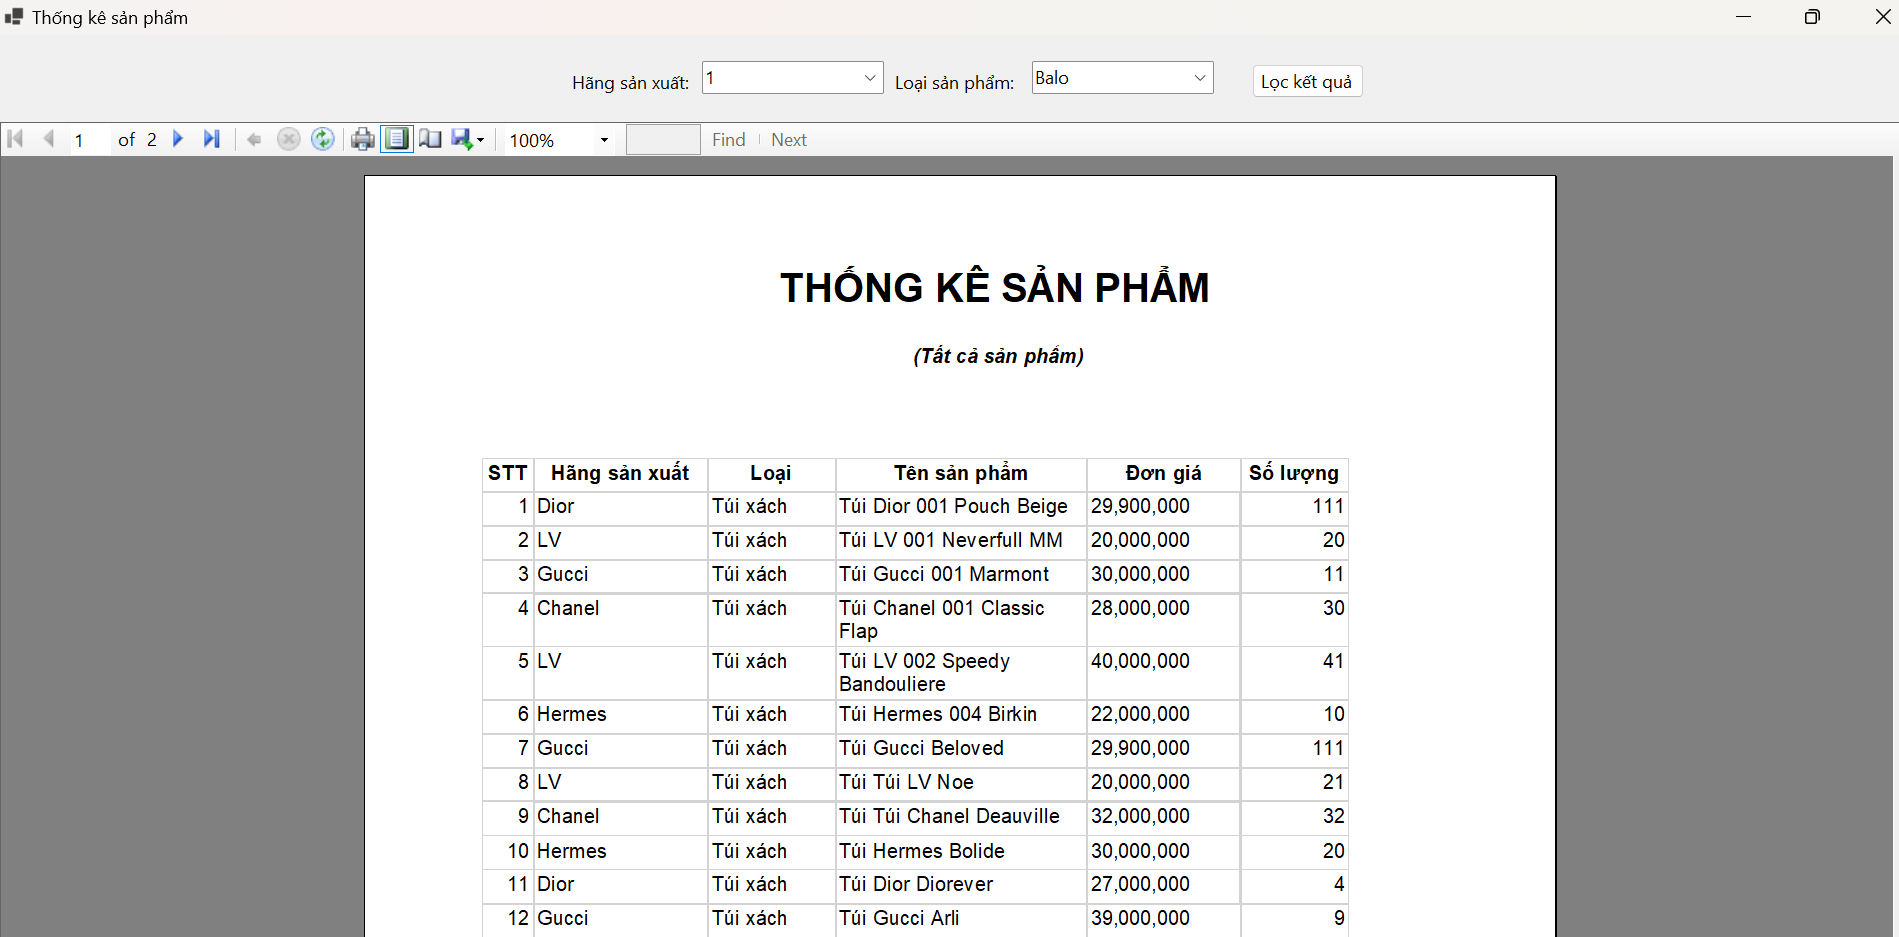 Thống kê sản phẩm
Hãng sản xuất: 1 Loại sản phẩm: Balo Lọc kết quả
1 of 2 100% Find Next
THỐNG KÊ SẢN PHẨM
(Tất cả sản phẩm)
STT Hãng sản xuất Loại Tên sản phẩm Đơn giá Số lượng
1 Dior Túi xách Túi Dior 001 Pouch Beige 29,900,000 111
2 LV Túi xách Túi LV 001 Neverfull MM 20,000,000 20
3 Gucci Túi xách Túi Gucci 001 Marmont 30,000,000 11
4 Chanel Túi xách Túi Chanel 001 Classic 28,000,000 30
Flap
5 LV Túi xách Túi LV 002 Speedy 40,000,000 41
Bandouliere
6 Hermes Túi xách Túi Hermes 004 Birkin 22,000,000 10
7 Gucci Túi xách Túi Gucci Beloved 29,900,000 111
8 LV Túi xách Túi Túi LV Noe 20,000,000 21
9 Chanel Túi xách Túi Túi Chanel Deauville 32,000,000 32
10 Hermes Túi xách Túi Hermes Bolide 30,000,000 20
11 Dior Túi xách Túi Dior Diorever 27,000,000 4
12 Gucci Túi xách Túi Gucci Arli 39,000,000 9